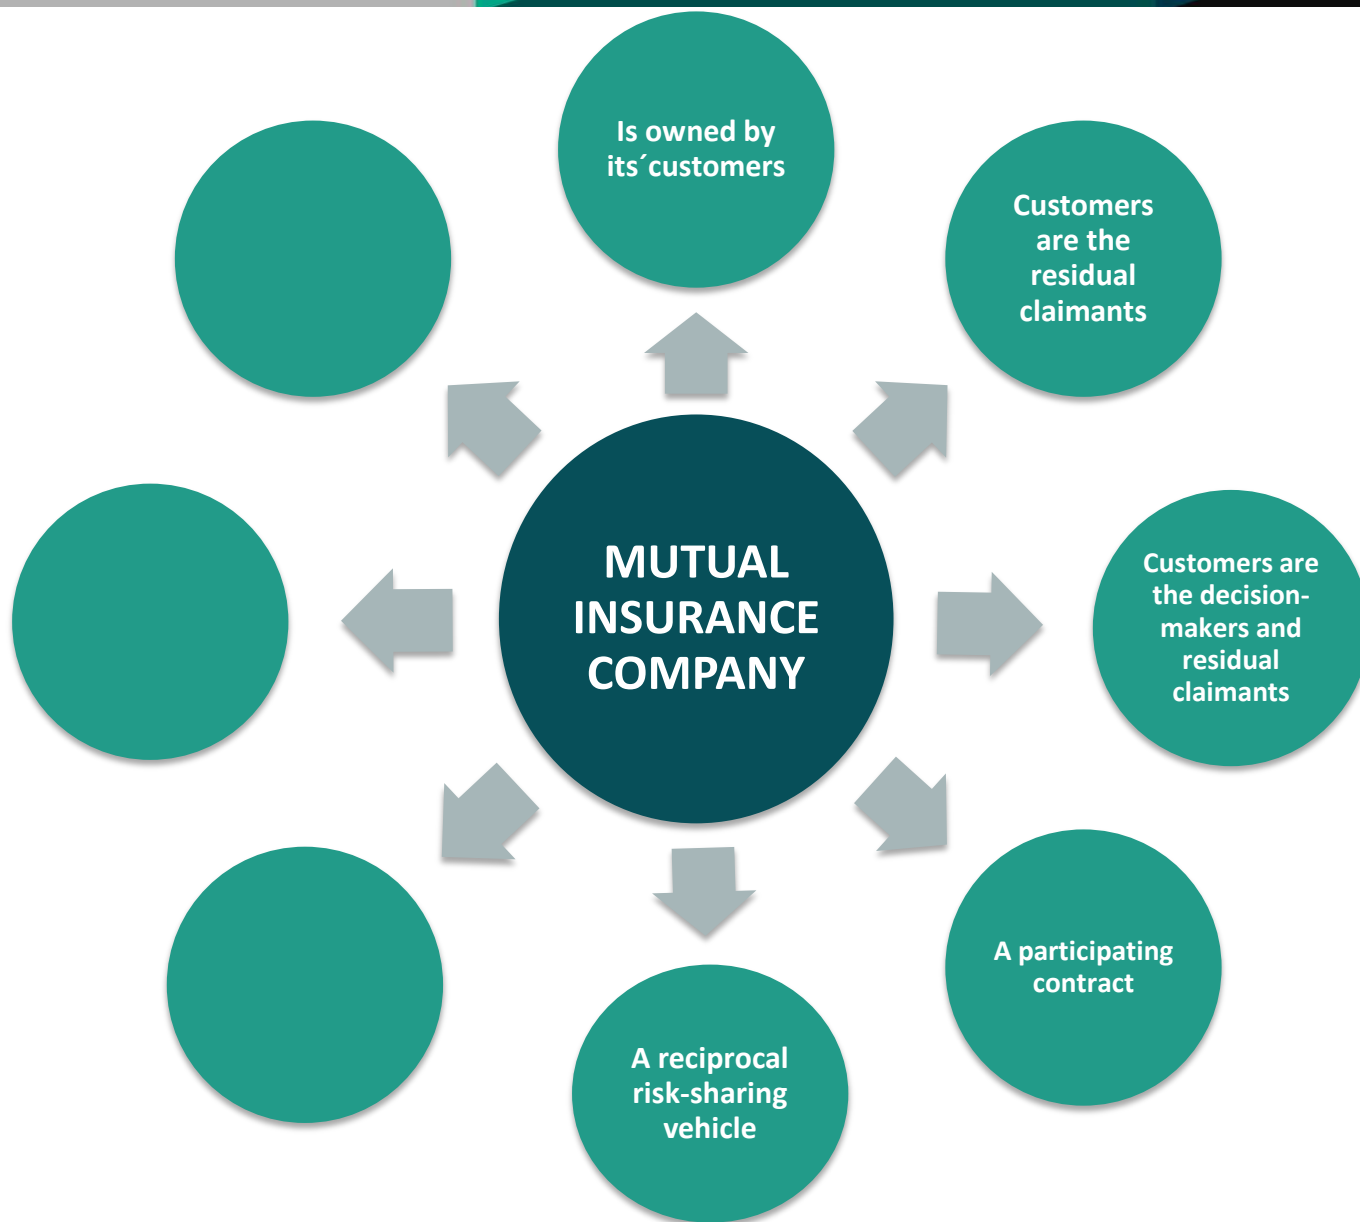 Is owned by
its´customers
Customers
are the
residual
claimants
Customers are
the decision-
makers and
residual
claimants
A participating
contract
A reciprocal
risk-sharing
vehicle
MUTUAL
INSURANCE
COMPANY